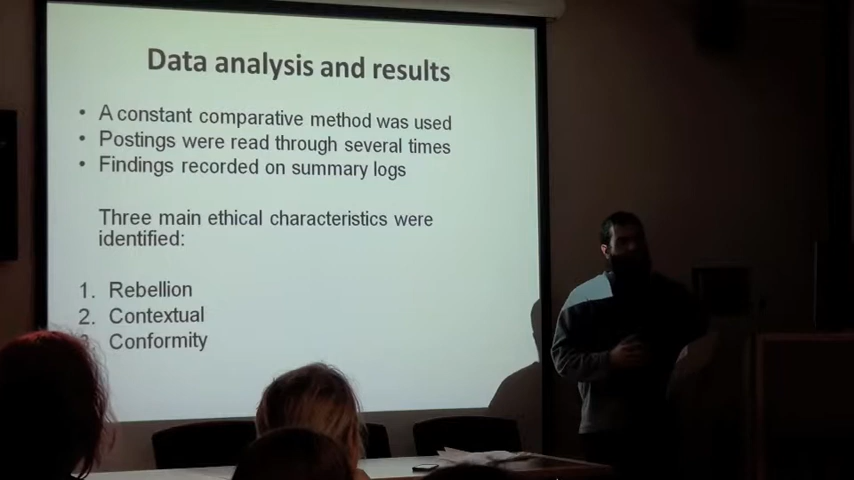 Data analysis and results
• A constant comparative method was used
• Postings were read through several times
• Findings recorded on summary logs
Three main ethical characteristics were
identified:
1. Rebellion
2. Contextual
3. Conformity